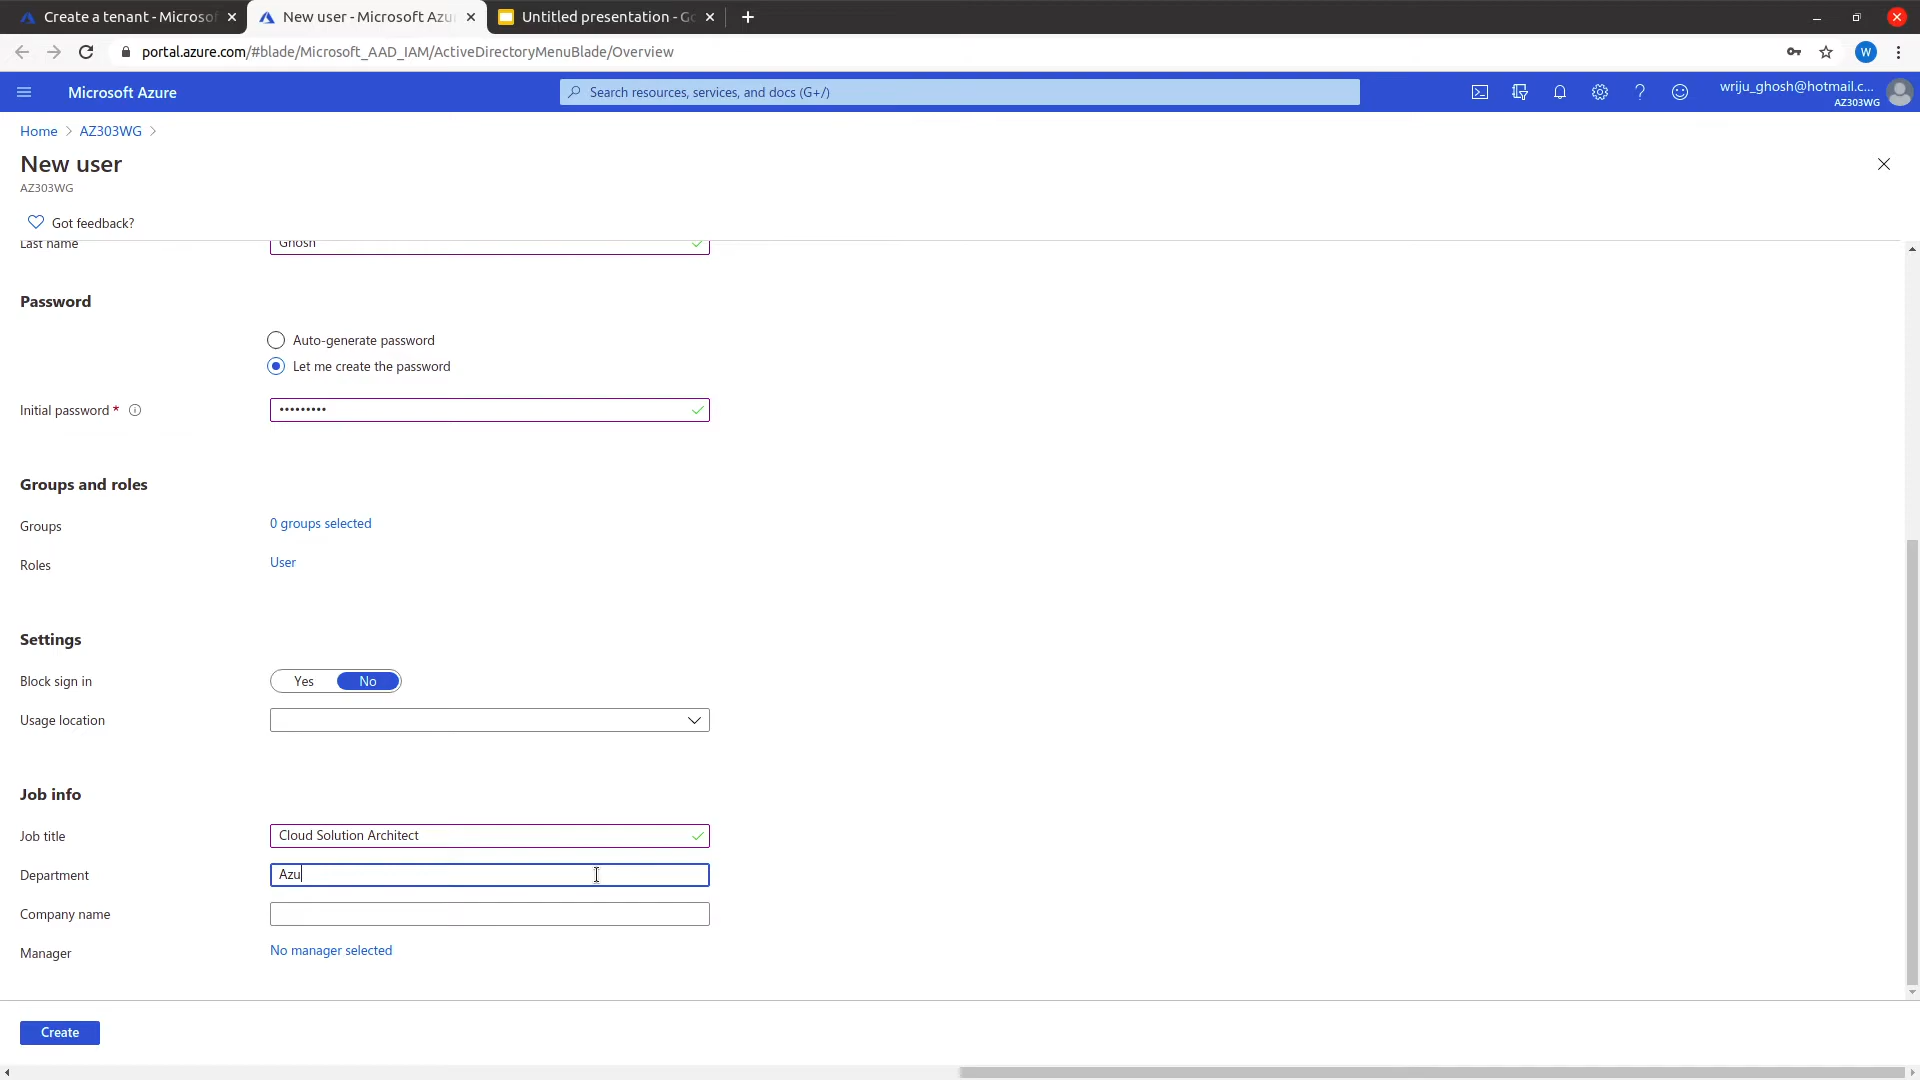 Create a tenant - Microsof
New user - Microsoft Azu
Untitled presentation - Go
portal.azure.com/#blade/Microsoft_AAD_IAM/ActiveDirectoryMenuBlade/Overview
W
Microsoft Azure
Search resources, services, and docs (G+/)
wriju_ghosh@hotmail.c...
AZ303WG
Home > AZ303WG >
New user
AZ303WG
Got feedback?
Last name
Ghosh
Password
Auto-generate password
Let me create the password
Initial password *
•••••••••
Groups and roles
Groups
0 groups selected
Roles
User
Settings
Block sign in
Yes No
Usage location
Job info
Job title
Cloud Solution Architect
Department
Azu
Company name
Manager
No manager selected
Create